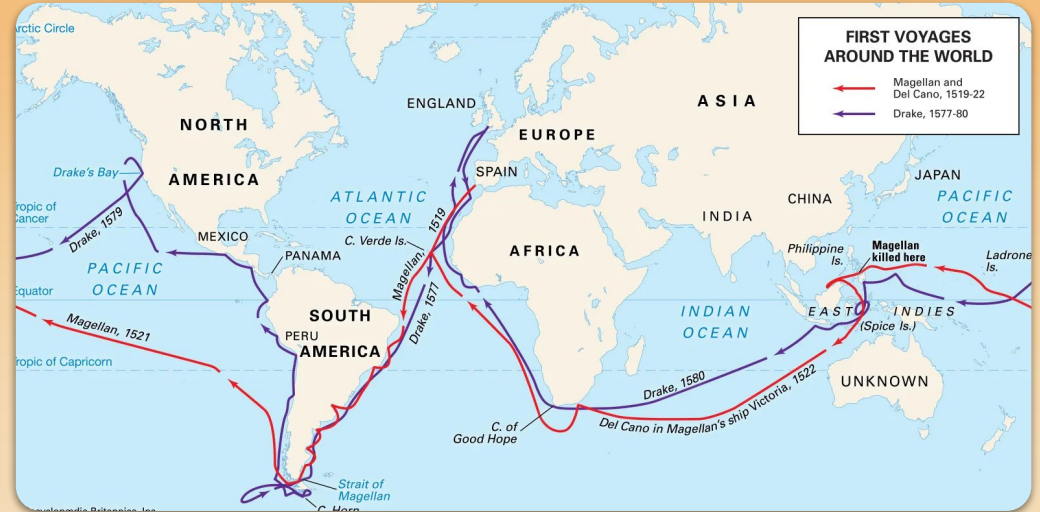 FIRST VOYAGES
AROUND THE WORLD
Magellan and
Del Cano, 1519-22
Drake, 1577-80
Arctic Circle
ENGLAND
ASIA
NORTH
AMERICA
EUROPE
Drake's Bay
SPAIN
JAPAN
ATLANTIC
OCEAN
CHINA
PACIFIC
OCEAN
Tropic of
Cancer
Drake, 1579
MEXICO
C. Verde Is.
Magellan, 1519
INDIA
PANAMA
AFRICA
Philippine
Is.
Magellan
killed here
Ladrone
Is.
PACIFIC
OCEAN
Equator
Drake, 1577
SOUTH
AMERICA
INDIAN
OCEAN
EAST INDIES
(Spice Is.)
Magellan, 1521
PERU
Tropic of Capricorn
UNKNOWN
Drake, 1580
Del Cano in Magellan's ship Victoria, 1522
C. of
Good Hope
Strait of
Magellan
C. Horn